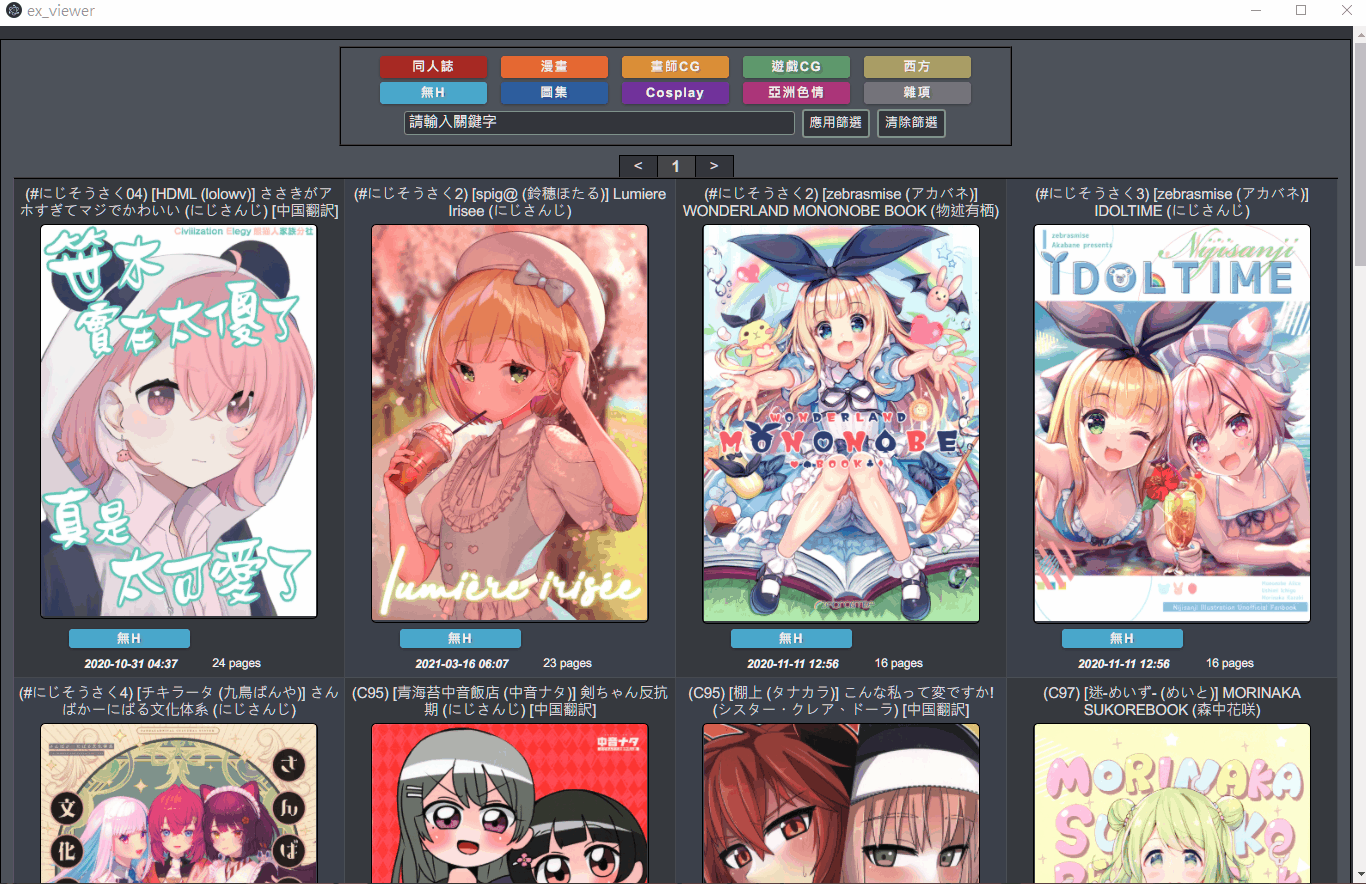 ex_viewer
同人誌 漫畫 畫師CG 遊戲CG 西方
無H 圖集 Cosplay 亞洲色情 雜項
請輸入關鍵字 應用篩選 清除篩選
< 1 >
(#にじそうさく04) [HDML (lolowv)] ささきがア
ホすぎてマジでかわいい (にじさんじ) [中国翻訳]
Civilization Elegy
笹木
實在太傻了
真是
太可愛了
無H
2020-10-31 04:37 24 pages
(#にじそうさく2) [spig@ (鈴穂ほたる)] Lumiere
Irisee (にじさんじ)
lumière irisée
無H
2021-03-16 06:07 23 pages
(#にじそうさく2) [zebrasmise (アカバネ)]
WONDERLAND MONONOBE BOOK (物述有栖)
WONDERLAND
MONONOBE
BOOK
無H
2020-11-11 12:56 16 pages
(#にじそうさく3) [zebrasmise (アカバネ)]
IDOLTIME (にじさんじ)
zebrasmise
Akabane presents
Nijisanji
IDOLTIME
Nijisanji Illustration Unofficial Fanbook
無H
2020-11-11 12:56 16 pages
(#にじそうさく4) [チキラータ (九鳥ぱんや)] さん
ばかーにばる文化体系 (にじさんじ)
さ
ん
ば
文
化
(C95) [青海苔中音飯店 (中音ナタ)] 剣ちゃん反抗
期 (にじさんじ) [中国翻訳]
中音ナタ
(C95) [棚上 (タナカラ)] こんな私って変ですか!
(シスター・クレア、ドーラ) [中国翻訳]
(C97) [迷-めいず- (めいと)] MORINAKA
SUKOREBOOK (森中花咲)
MORINAKA